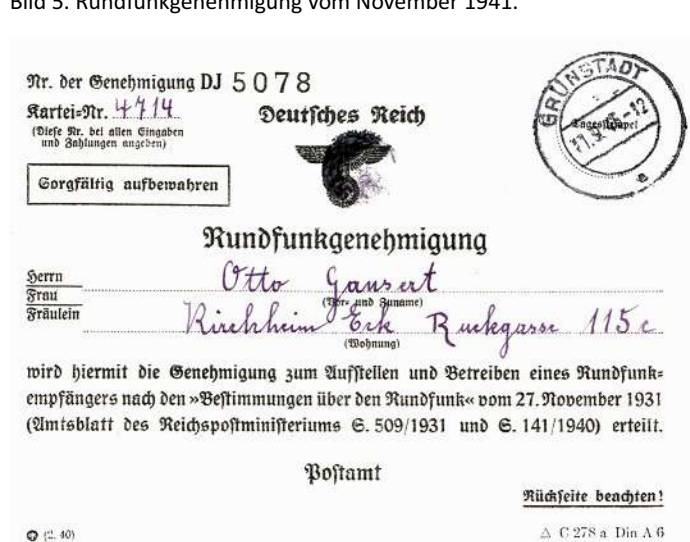 Bild 5: Rundfunkgenehmigung vom November 1941.
Nr. der Genehmigung DJ 5078
Kartei=Nr. 4714
(Diese Nr. bei allen Eingaben
und Zahlungen angeben)
Sorgfältig aufbewahren
Deutsches Reich
GRÜNSTADT
Tagesstempel
Rundfunkgenehmigung
Herrn
Frau
Fräulein
Otto Gansert
(Vor= und Zuname)
Kirchheim Eck Ruckgasse 115c
(Wohnung)
wird hiermit die Genehmigung zum Aufstellen und Betreiben eines Rundfunk=
empfängers nach den »Bestimmungen über den Rundfunk« vom 27. November 1931
(Amtsblatt des Reichspostministeriums S. 509/1931 und S. 141/1940) erteilt.
Postamt
Rückseite beachten!
(2. 40)
△ C 278 a Din A 6